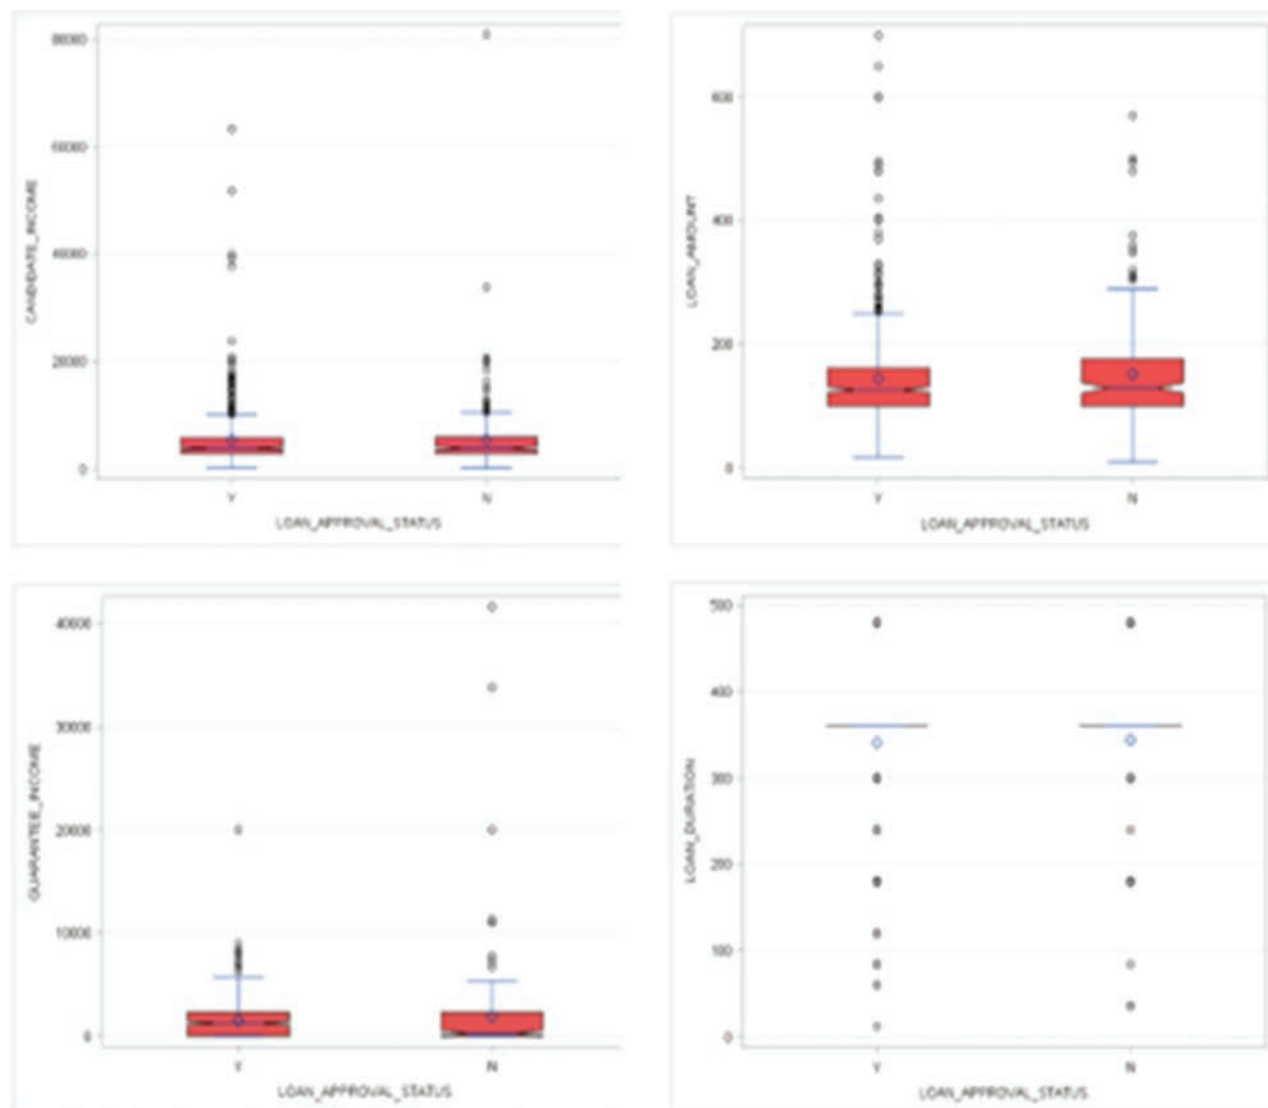 80000
60000
40000
20000
0
CANDIDATE_INCOME
Y
N
LOAN_APPROVAL_STATUS
600
400
200
0
LOAN_AMOUNT
Y
N
LOAN_APPROVAL_STATUS
40000
30000
20000
10000
0
GUARANTEE_INCOME
Y
N
LOAN_APPROVAL_STATUS
500
400
300
200
100
0
LOAN_DURATION
Y
N
LOAN_APPROVAL_STATUS